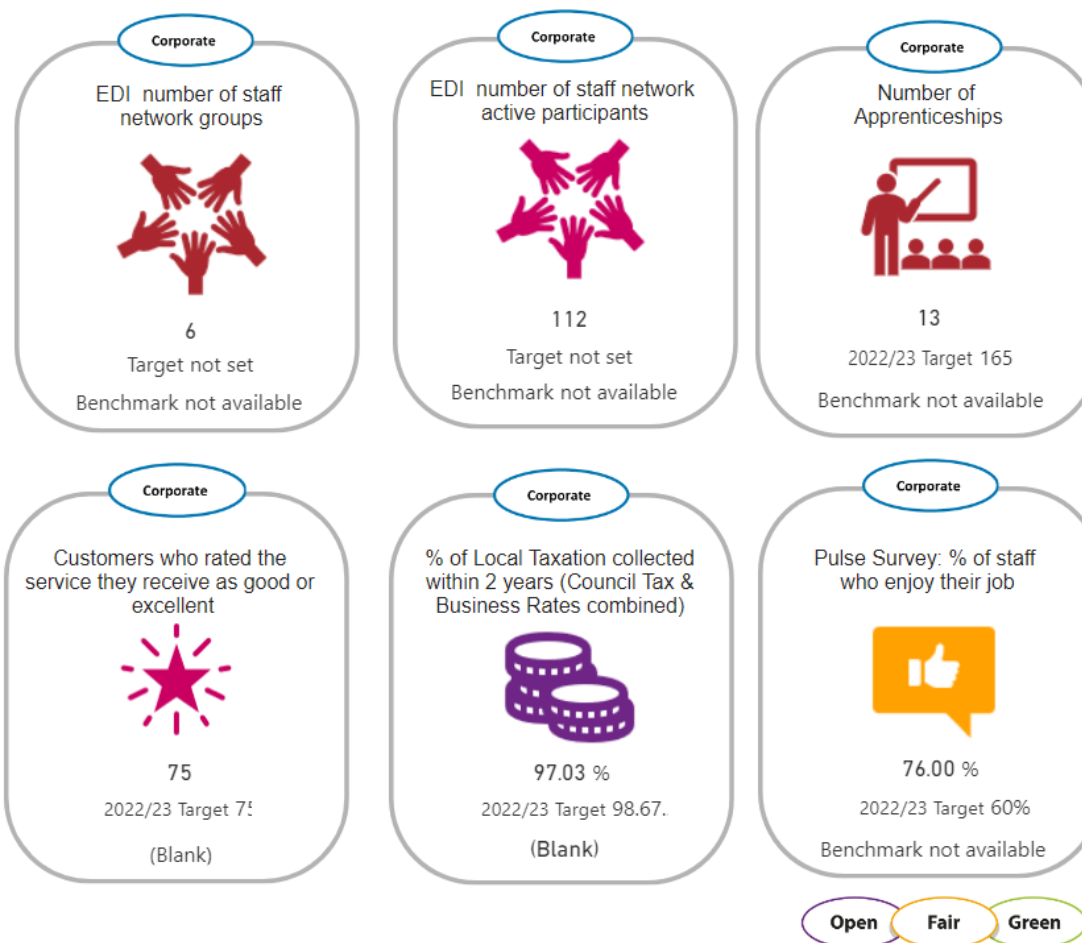 Corporate
EDI number of staff
network groups
6
Target not set
Benchmark not available
Corporate
EDI number of staff network
active participants
112
Target not set
Benchmark not available
Corporate
Number of
Apprenticeships
13
2022/23 Target 165
Benchmark not available
Corporate
Customers who rated the
service they receive as good or
excellent
75
2022/23 Target 75
(Blank)
Corporate
% of Local Taxation collected
within 2 years (Council Tax &
Business Rates combined)
97.03 %
2022/23 Target 98.67..
(Blank)
Corporate
Pulse Survey: % of staff
who enjoy their job
76.00 %
2022/23 Target 60%
Benchmark not available
Open
Fair
Green